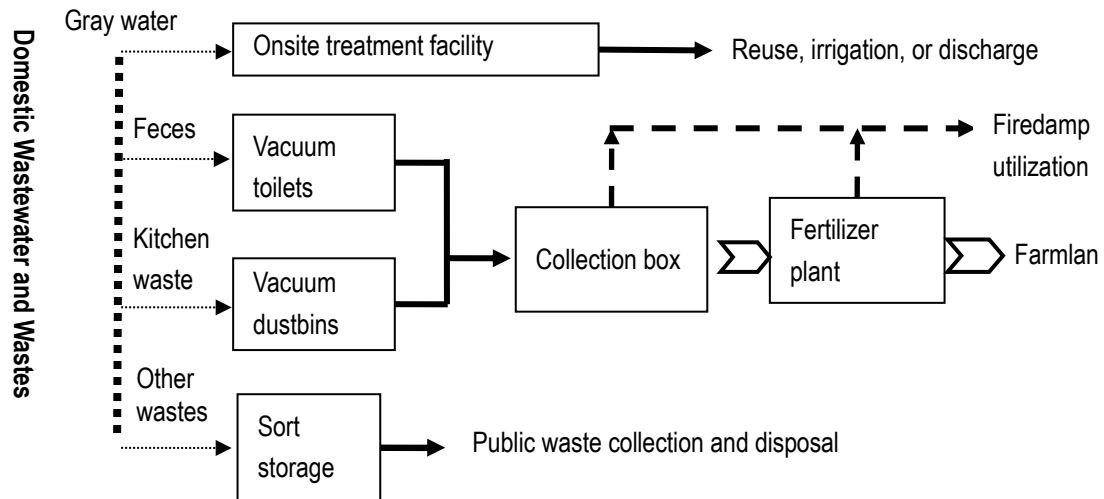 Domestic Wastewater and Wastes
Gray water
Onsite treatment facility
Reuse, irrigation, or discharge
Feces
Vacuum
toilets
Firedamp
utilization
Kitchen
waste
Vacuum
dustbins
Collection box
Fertilizer
plant
Farmlan
Other
wastes
Sort
storage
Public waste collection and disposal